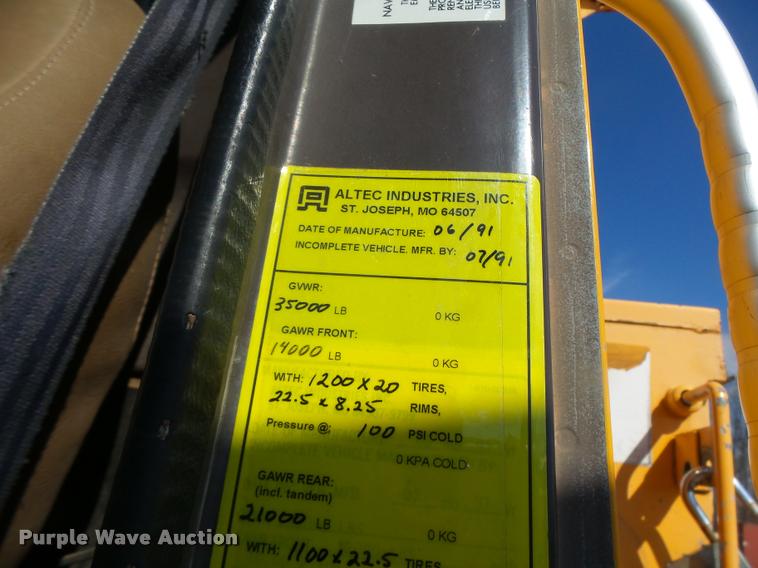 NAV
ALTEC INDUSTRIES, INC.
ST. JOSEPH, MO 64507
DATE OF MANUFACTURE: 06/91
INCOMPLETE VEHICLE. MFR. BY: 07/91
GVWR:
35000 LB 0 KG
GAWR FRONT:
14000 LB 0 KG
WITH: 1200 X 20 TIRES,
22.5 x 8.25 RIMS,
Pressure @: 100 PSI COLD
0 KPA COLD
GAWR REAR:
(incl. tandem)
21000 LB 0 KG
WITH: 1100 X 22.5 TIRES
Purple Wave Auction